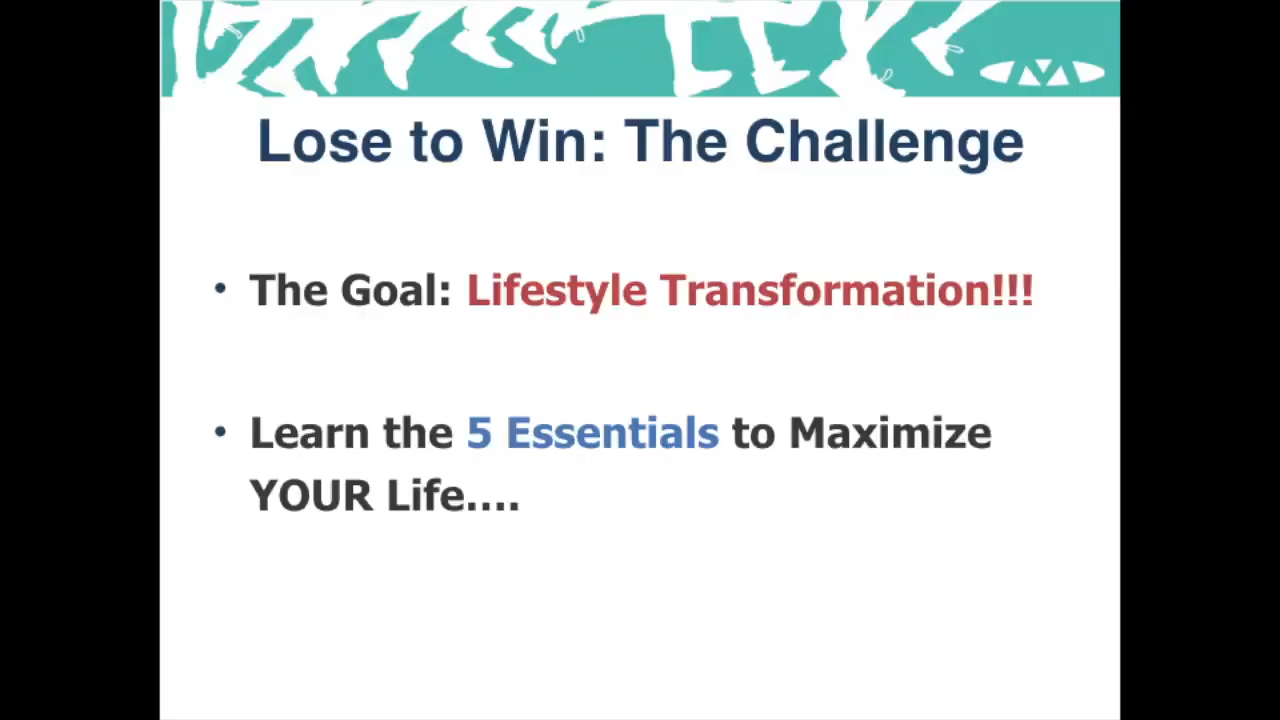 Lose to Win: The Challenge
• The Goal: Lifestyle Transformation!!!
• Learn the 5 Essentials to Maximize
YOUR Life....